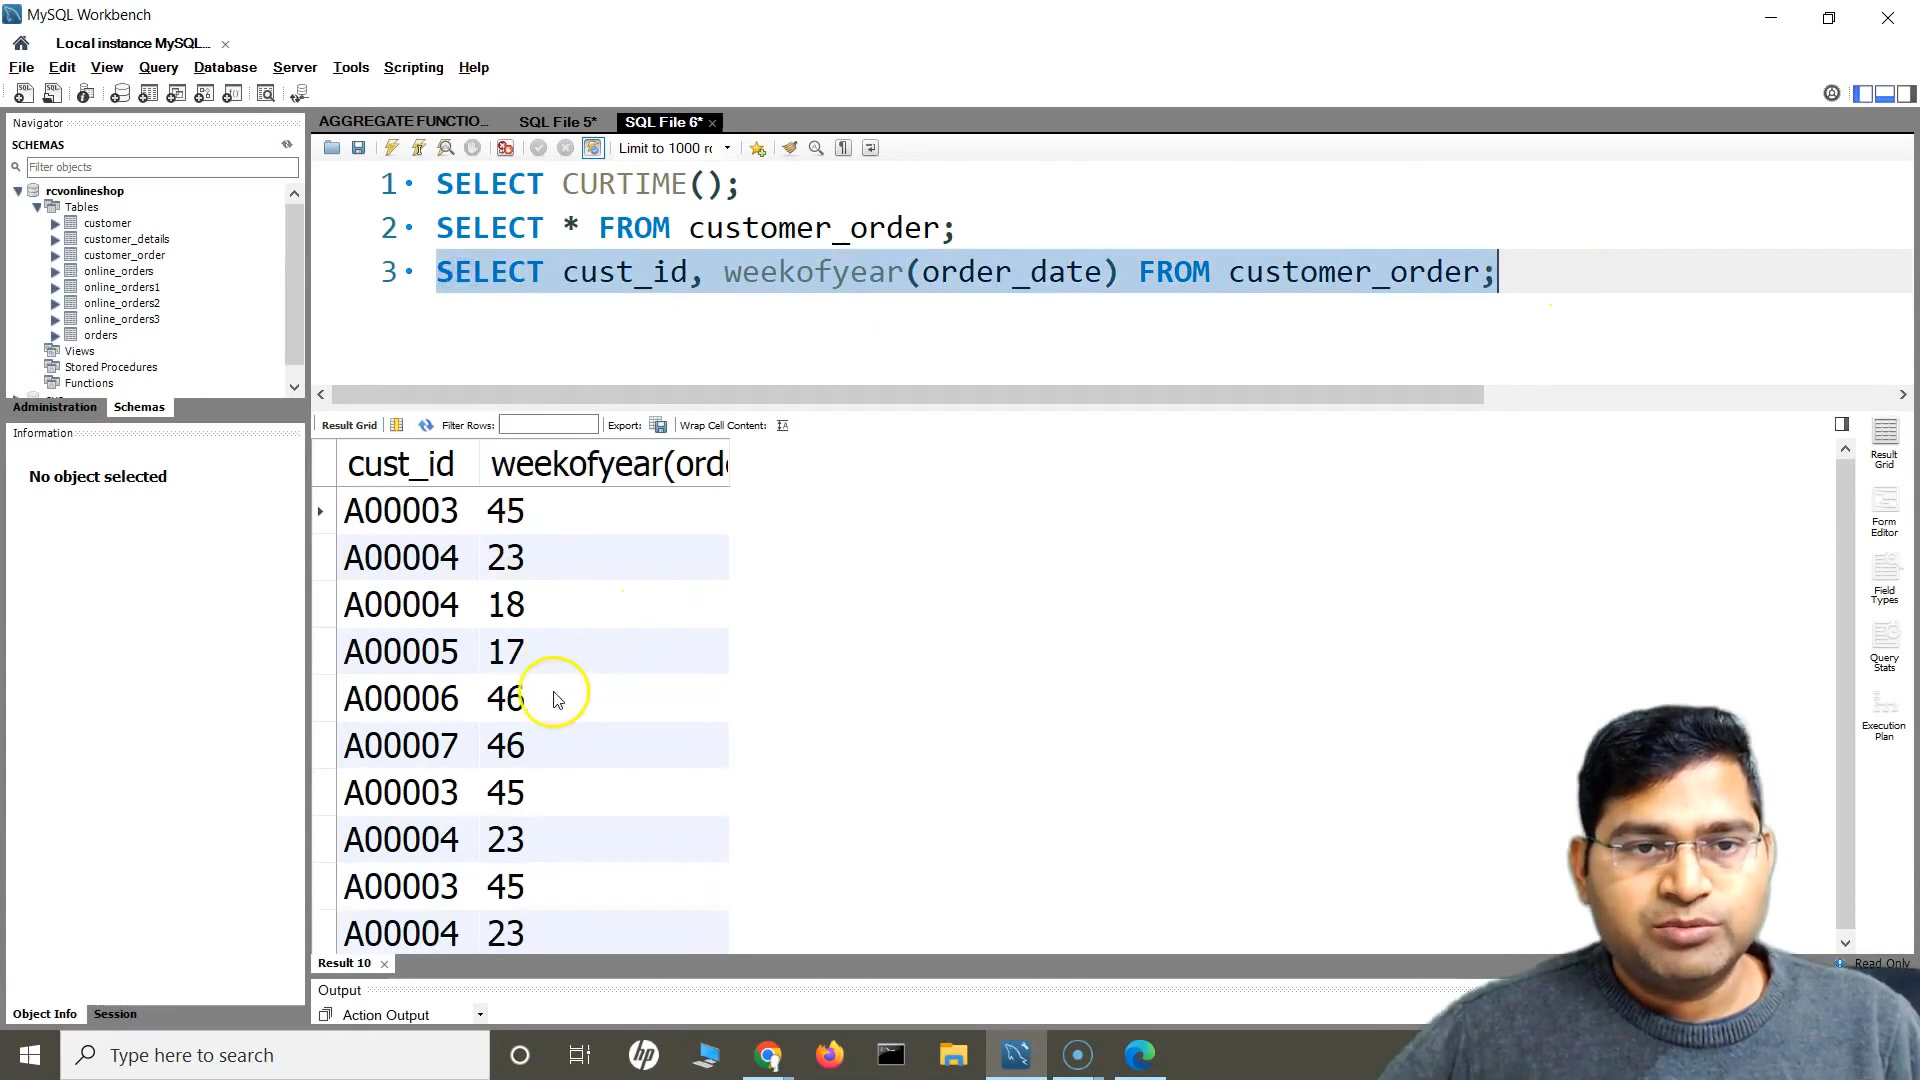 MySQL Workbench
Local instance MySQL...
File Edit View Query Database Server Tools Scripting Help
Navigator
SCHEMAS
Filter objects
rcvonlineshop
Tables
customer
customer_details
customer_order
online_orders
online_orders1
online_orders2
online_orders3
orders
Views
Stored Procedures
Functions
Administration Schemas
Information
No object selected
Object Info Session
AGGREGATE FUNCTIO... SQL File 5* SQL File 6*
Limit to 1000 rc
1 SELECT CURTIME();
2 SELECT * FROM customer_order;
3 SELECT cust_id, weekofyear(order_date) FROM customer_order;
Result Grid Filter Rows: Export: Wrap Cell Content:
cust_id weekofyear(orde
A00003 45
A00004 23
A00004 18
A00005 17
A00006 46
A00007 46
A00003 45
A00004 23
A00003 45
A00004 23
Result Grid
Form Editor
Field Types
Query Stats
Execution Plan
Result 10
Read Only
Output
Action Output
Type here to search
hp